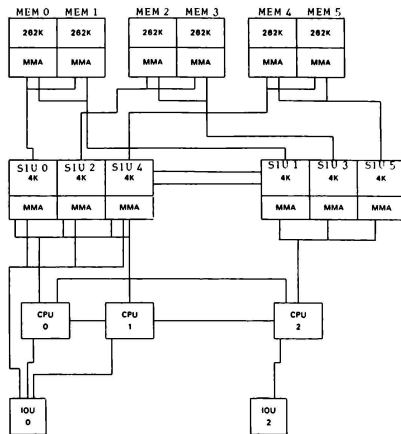 MEM 0 MEM 1 MEM 2 MEM 3 MEM 4 MEM 5
262K 262K 262K 262K 262K 262K
MMA MMA MMA MMA MMA MMA
SIU 0 SIU 2 SIU 4 SIU 1 SIU 3 SIU 5
4K 4K 4K 4K 4K 4K
MMA MMA MMA MMA MMA MMA
CPU CPU CPU
0 1 2
IOU IOU
0 2